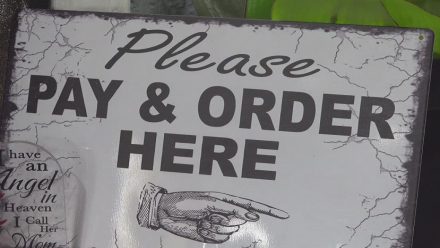 Please
PAY & ORDER
HERE
I have
an
Angel
in
Heaven
I Call
Her
Mom